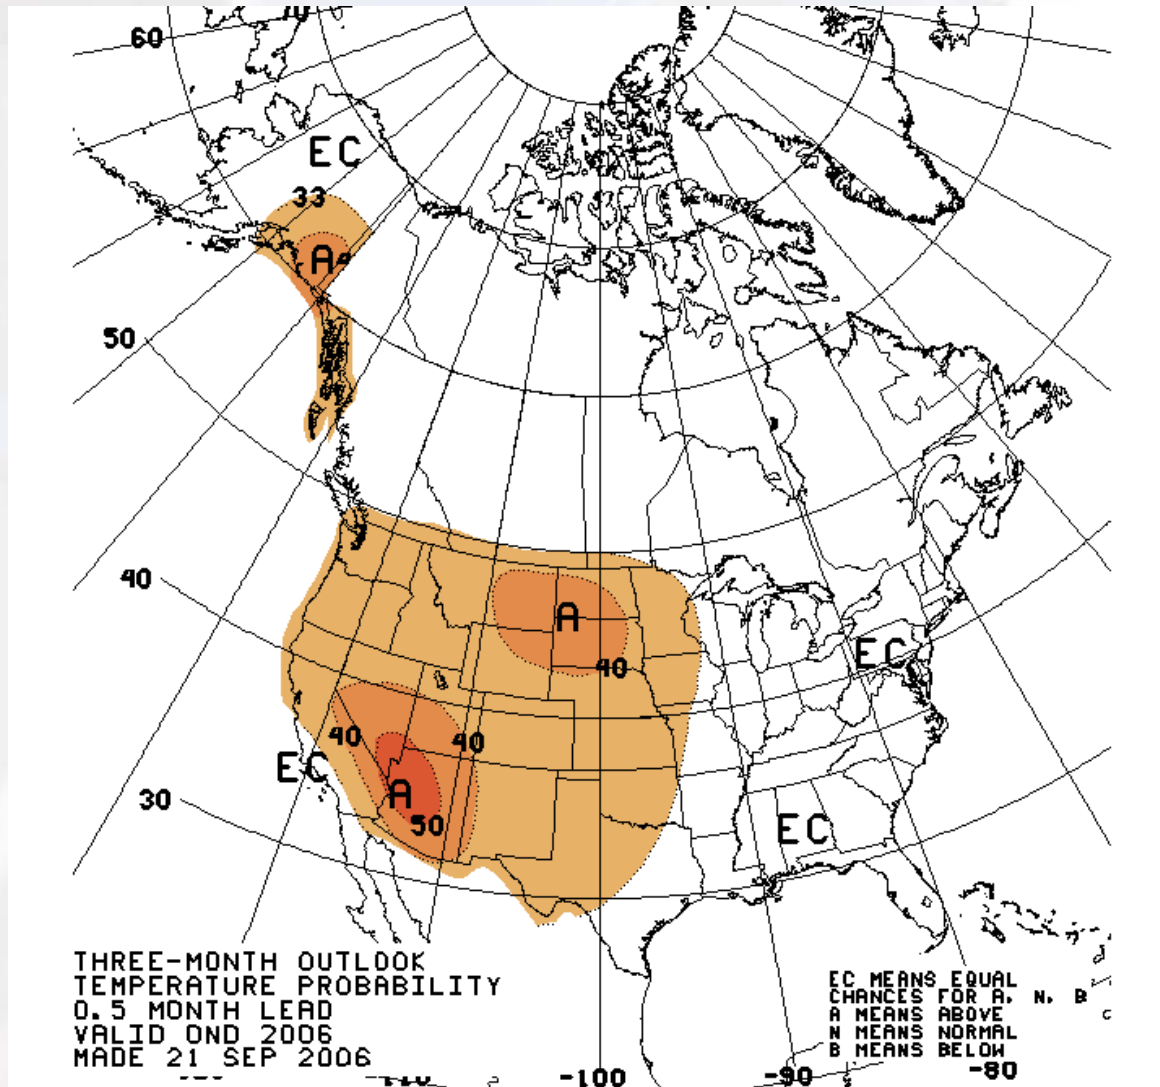 60
EC
33
A
50
40
A
EC
40
40
40
EC
A
30
50
EC
THREE-MONTH OUTLOOK
TEMPERATURE PROBABILITY
0.5 MONTH LEAD
VALID OND 2006
MADE 21 SEP 2006
EC MEANS EQUAL
CHANCES FOR A, N, B
A MEANS ABOVE
N MEANS NORMAL
B MEANS BELOW
-100
-90
-80